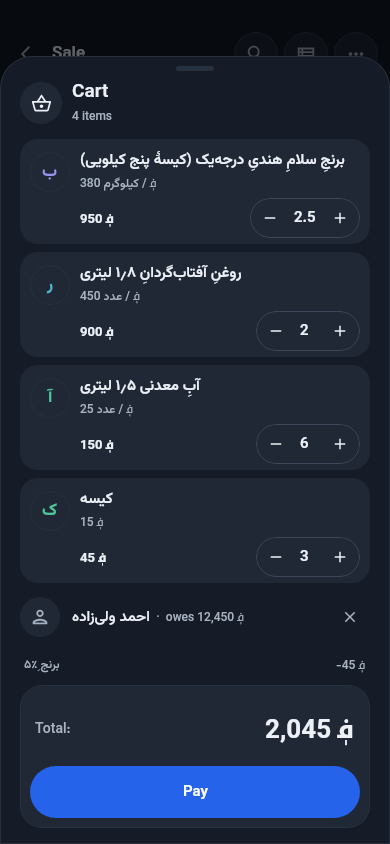 Sale
Cart
4 items
ب
برنجِ سلامِ هندیِ درجه‌یک (کیسهٔ پنج کیلویی)
380 ؋ / کیلوگرم
950 ؋
2.5
ر
روغنِ آفتاب‌گردانِ ۱٫۸ لیتری
450 ؋ / عدد
900 ؋
2
آ
آبِ معدنی ۱٫۵ لیتری
25 ؋ / عدد
150 ؋
6
ک
کیسه
15 ؋
45 ؋
3
احمد ولی‌زاده · owes 12,450 ؋
برنج ۵٪ -45 ؋
Total: 2,045 ؋
Pay